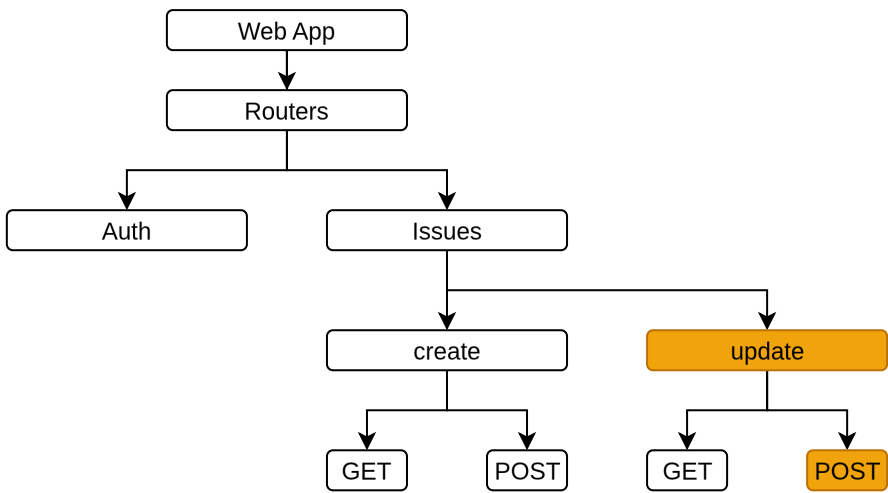 Web App
Routers
Auth
Issues
create
update
GET
POST
GET
POST